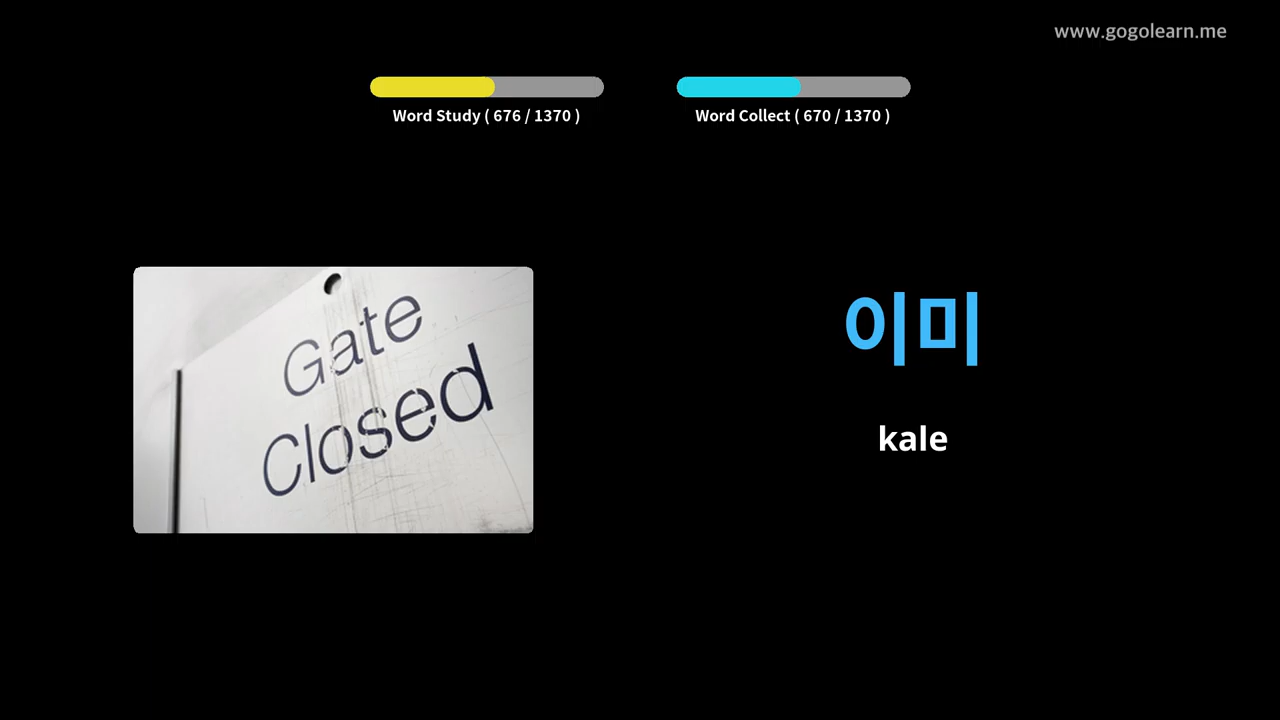 www.gogolearn.me
Word Study ( 676 / 1370 )
Word Collect ( 670 / 1370 )
Gate
Closed
이미
kale